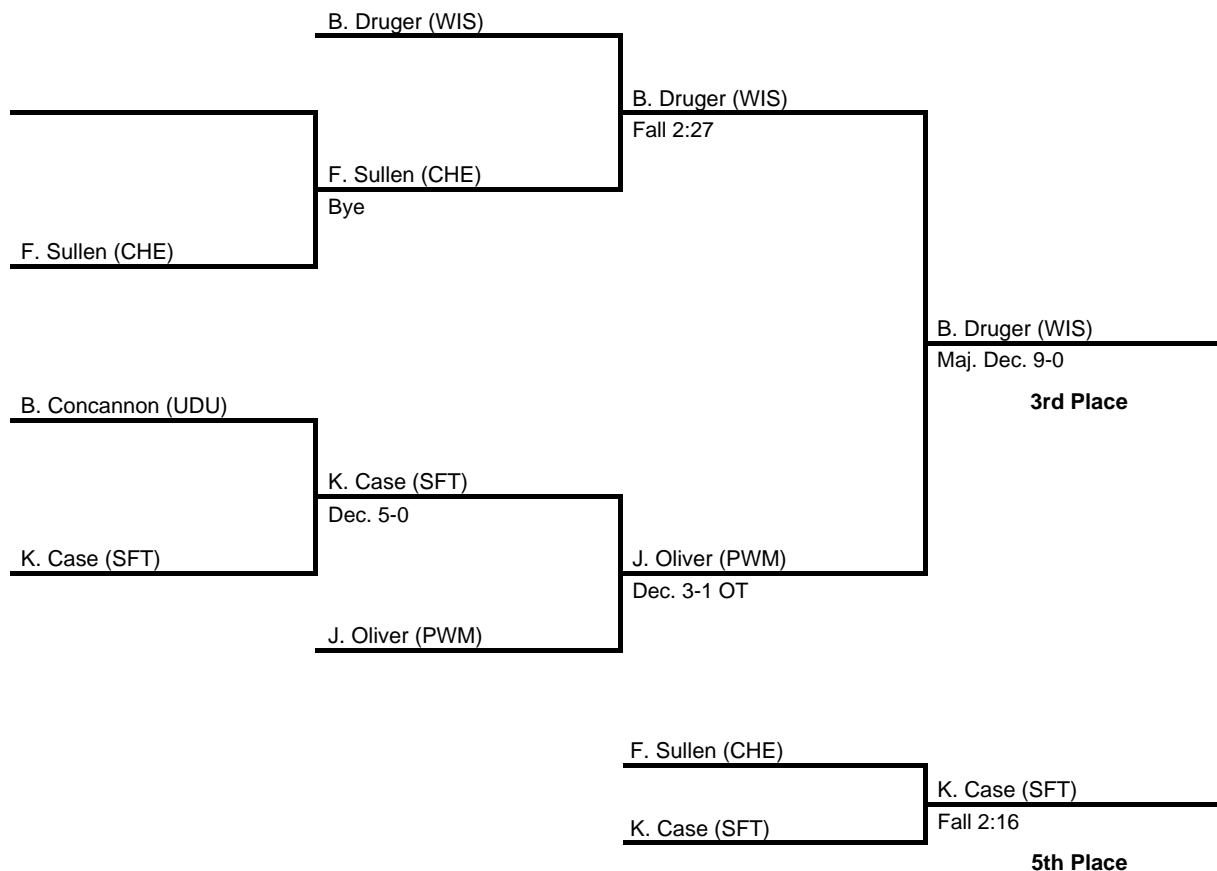 B. Druger (WIS)
B. Druger (WIS)
Fall 2:27
F. Sullen (CHE)
Bye
F. Sullen (CHE)
B. Druger (WIS)
Maj. Dec. 9-0
3rd Place
B. Concannon (UDU)
K. Case (SFT)
Dec. 5-0
K. Case (SFT)
J. Oliver (PWM)
Dec. 3-1 OT
J. Oliver (PWM)
F. Sullen (CHE)
K. Case (SFT)
Fall 2:16
K. Case (SFT)
5th Place